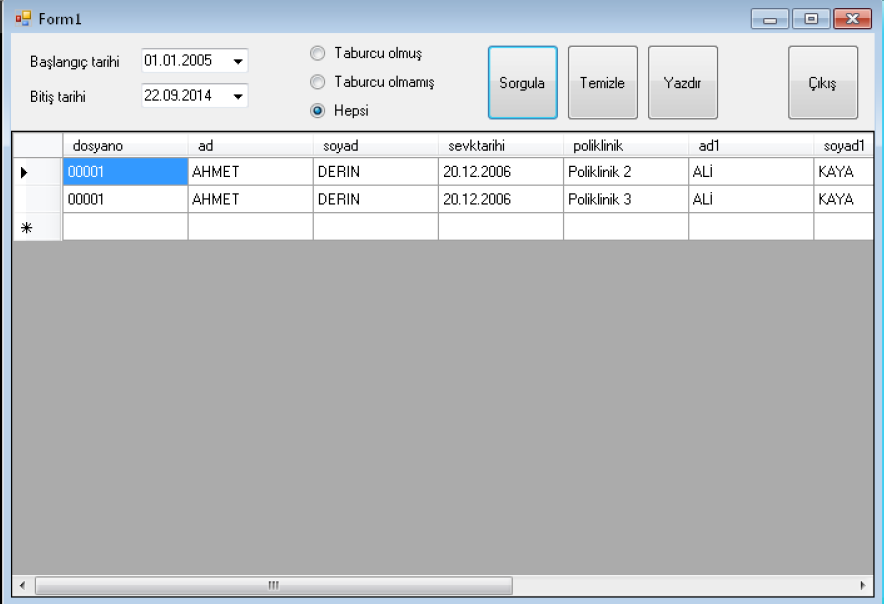 Form1
Başlangıç tarihi 01.01.2005
Bitiş tarihi 22.09.2014
Taburcu olmuş
Taburcu olmamış
Hepsi
Sorgula Temizle Yazdır Çıkış
dosyano ad soyad sevktarihi poliklinik ad1 soyad1
00001 AHMET DERIN 20.12.2006 Poliklinik 2 ALİ KAYA
00001 AHMET DERIN 20.12.2006 Poliklinik 3 ALİ KAYA